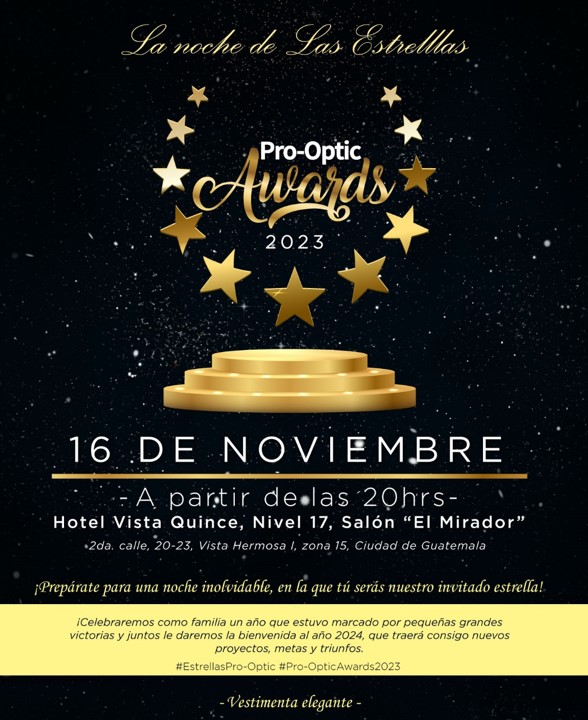 La noche de Las Estrelllas
Pro-Optic
Awards
2023
16 DE NOVIEMBRE
-A partir de las 20hrs-
Hotel Vista Quince, Nivel 17, Salón “El Mirador”
2da. calle, 20-23, Vista Hermosa I, zona 15, Ciudad de Guatemala
¡Prepárate para una noche inolvidable, en la que tú serás nuestro invitado estrella!
¡Celebraremos como familia un año que estuvo marcado por pequeñas grandes
victorias y juntos le daremos la bienvenida al año 2024, que traerá consigo nuevos
proyectos, metas y triunfos.
#EstrellasPro-Optic #Pro-OpticAwards2023
- Vestimenta elegante -